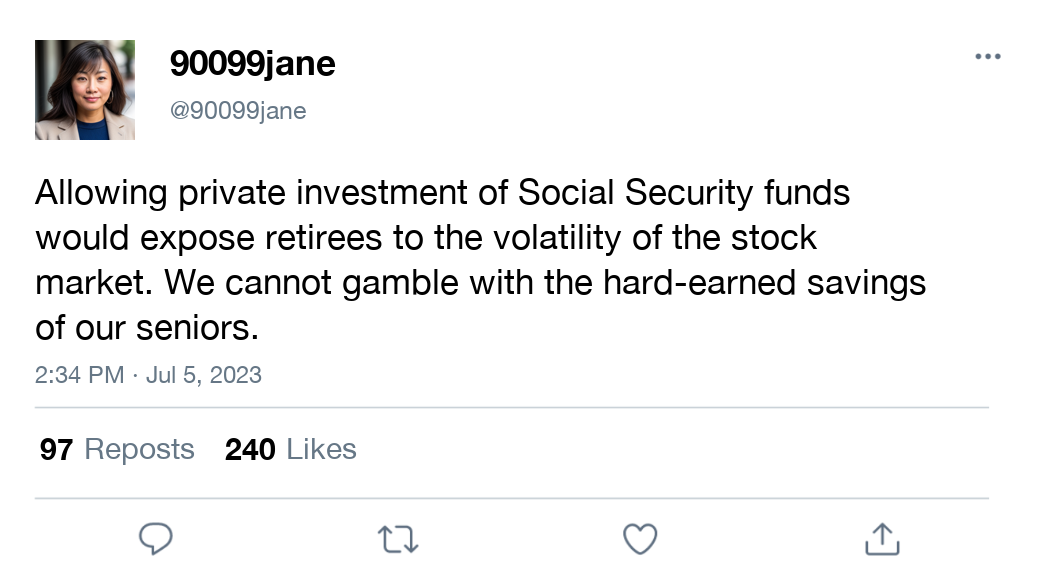 90099jane
@90099jane
Allowing private investment of Social Security funds
would expose retirees to the volatility of the stock
market. We cannot gamble with the hard-earned savings
of our seniors.
2:34 PM · Jul 5, 2023
97 Reposts 240 Likes